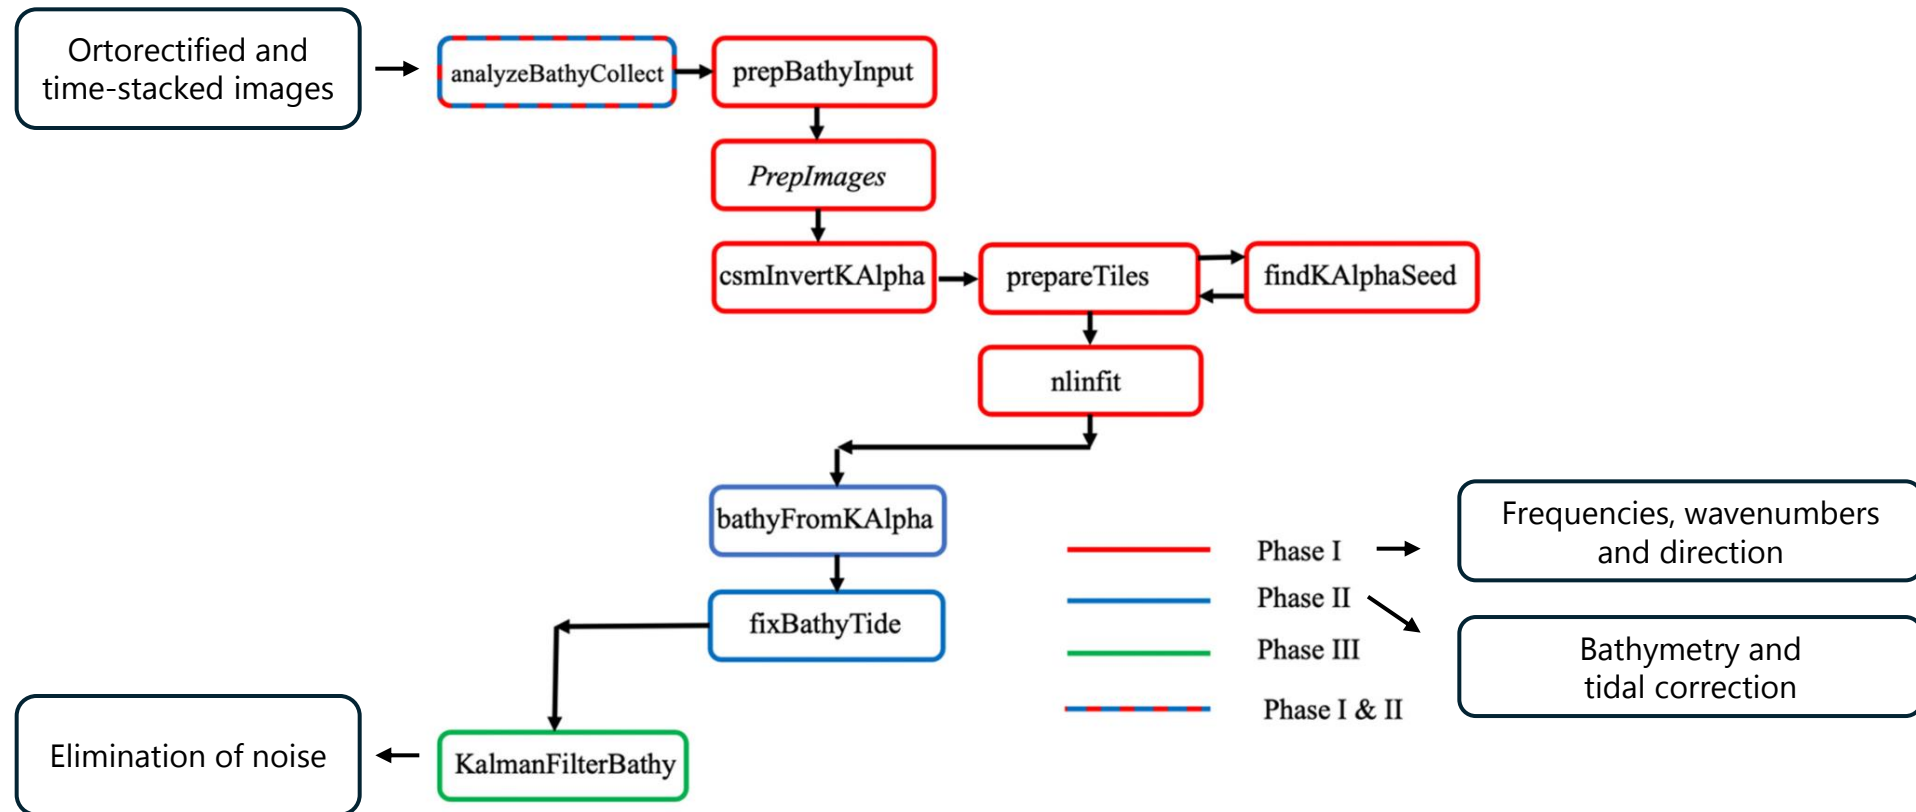 Ortorectified and
time-stacked images
analyzeBathyCollect
prepBathyInput
PrepImages
csmInvertKAlpha
prepareTiles
findKAlphaSeed
nlinfit
bathyFromKAlpha
fixBathyTide
KalmanFilterBathy
Elimination of noise
Phase I
Phase II
Phase III
Phase I & II
Frequencies, wavenumbers
and direction
Bathymetry and
tidal correction